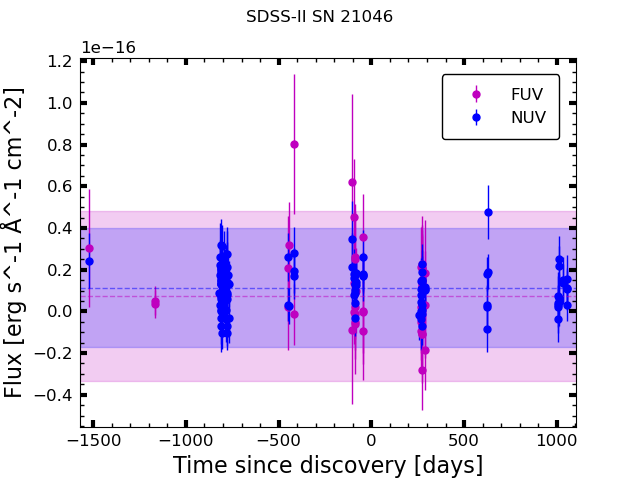 SDSS-II SN 21046
1e−16
1.2
1.0
0.8
0.6
0.4
0.2
0.0
−0.2
−0.4
Flux [erg s^-1 Å^-1 cm^-2]
FUV
NUV
−1500 −1000 −500 0 500 1000
Time since discovery [days]